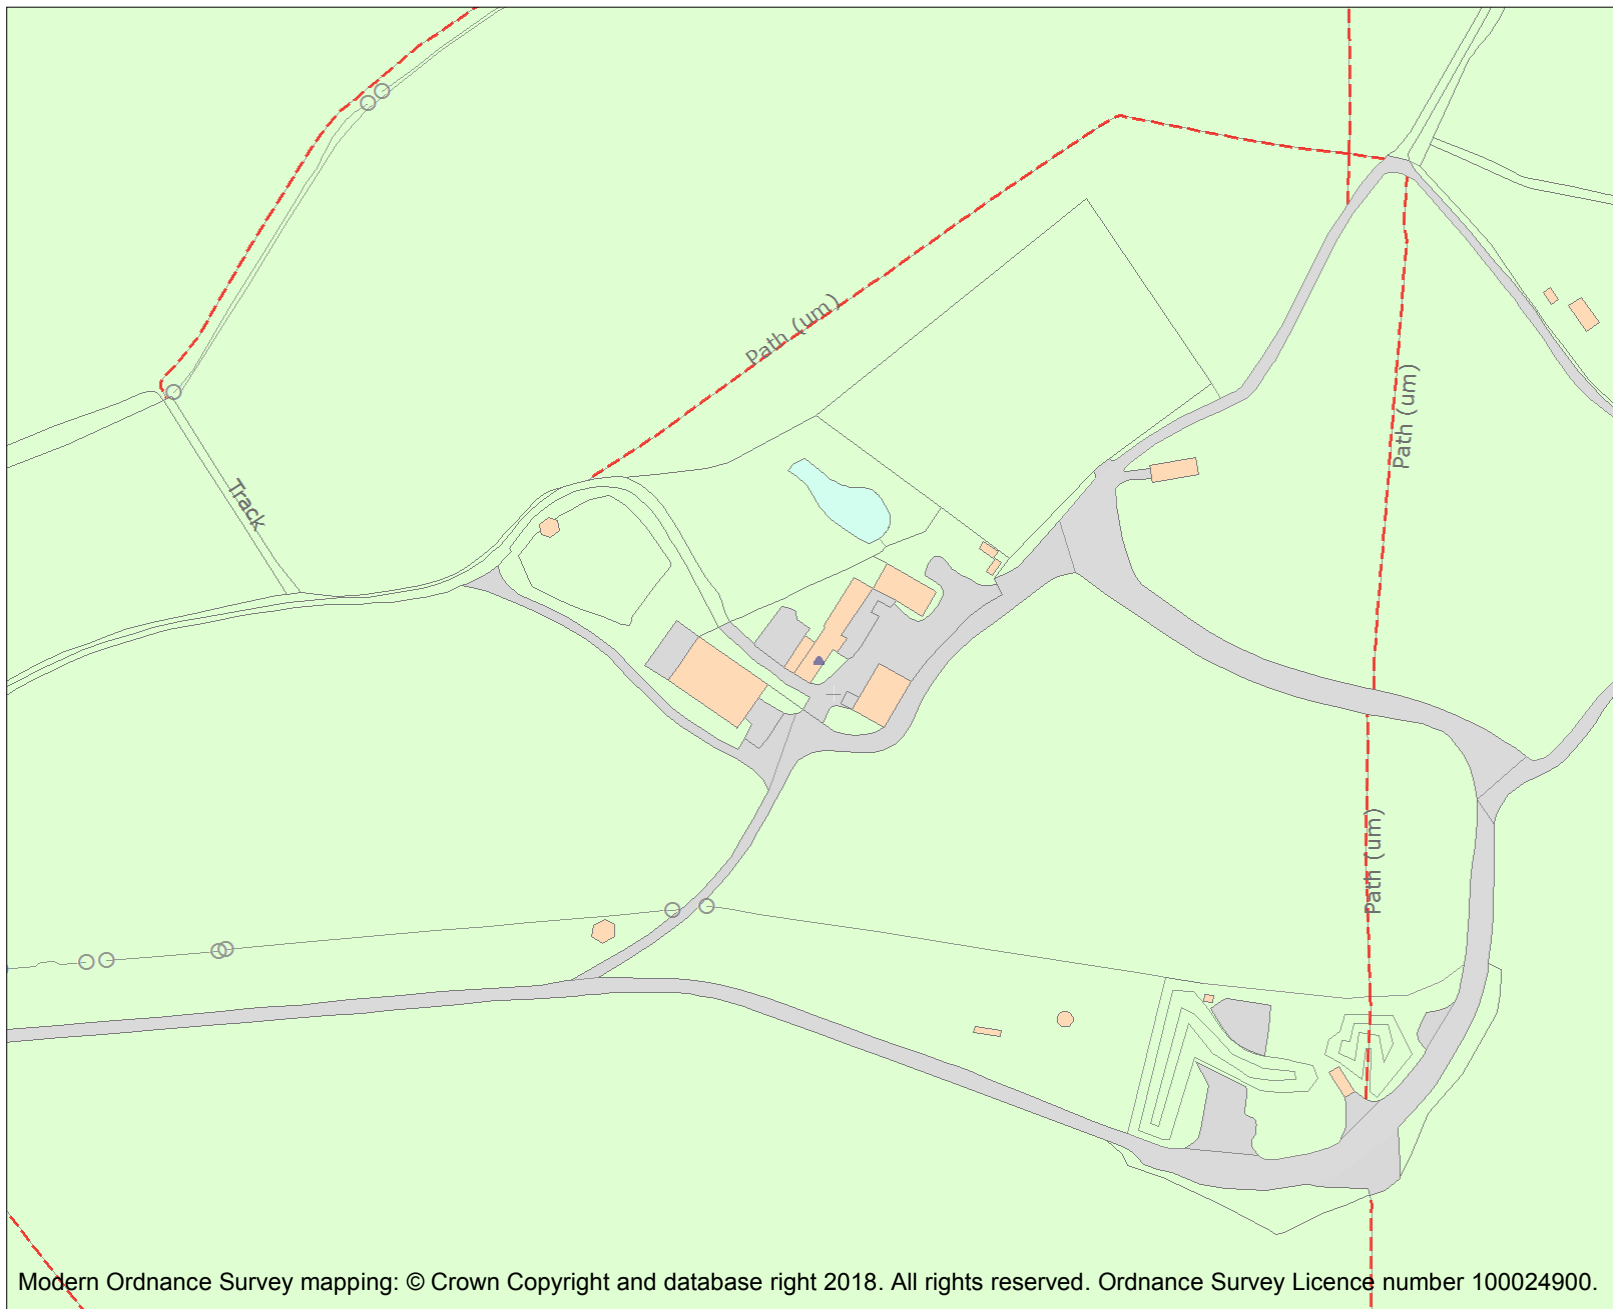 Path (um)
Path (um)
Track
Path (um)
Modern Ordnance Survey mapping: © Crown Copyright and database right 2018. All rights reserved. Ordnance Survey Licence number 100024900.